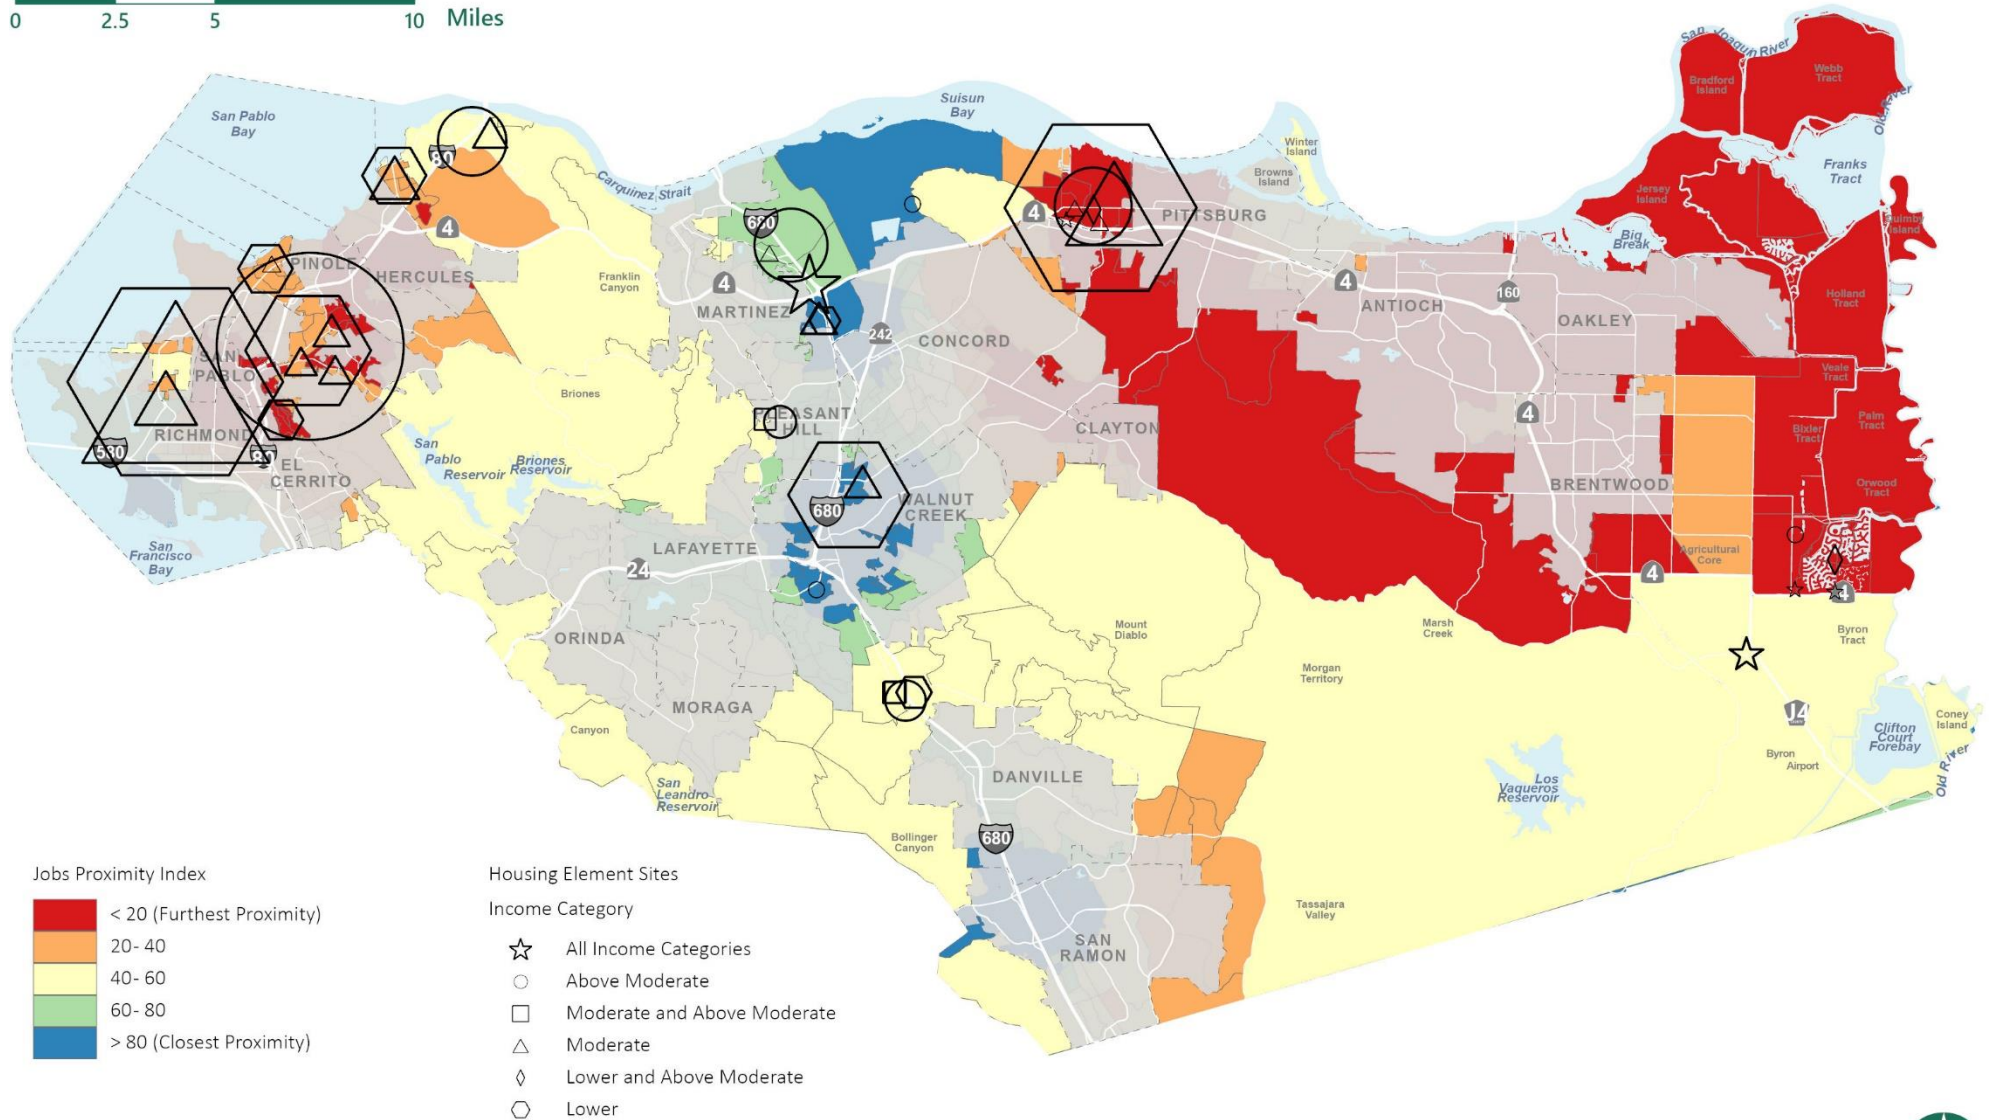 0 2.5 5 10 Miles
San Joaquin River
Webb
Tract
Bradford
Island
Old River
San Pablo
Bay
Suisun
Bay
Winter
Island
Browns
Island
Franks
Tract
80
Carquinez Strait
Jersey
Island
680
4
PITTSBURG
Quimby
Island
4
Big
Break
PINOLE
HERCULES
Franklin
Canyon
4
MARTINEZ
4
ANTIOCH
160
OAKLEY
Holland
Tract
242
CONCORD
SAN
PABLO
Briones
Veale
Tract
PLEASANT
HILL
CLAYTON
4
Palm
Tract
Bixler
Tract
RICHMOND
580
80
San
Pablo
Reservoir
Briones
Reservoir
EL
CERRITO
BRENTWOOD
Orwood
Tract
WALNUT
CREEK
680
San
Francisco
Bay
LAFAYETTE
24
Agricultural
Core
4
4
ORINDA
Mount
Diablo
Marsh
Creek
Byron
Tract
Morgan
Territory
MORAGA
Canyon
J4
Coney
Island
Clifton
Court
Forebay
Byron
Airport
Old River
DANVILLE
San
Leandro
Reservoir
Los
Vaqueros
Reservoir
680
Bollinger
Canyon
Tassajara
Valley
SAN
RAMON
Jobs Proximity Index
< 20 (Furthest Proximity)
20- 40
40- 60
60- 80
> 80 (Closest Proximity)
Housing Element Sites
Income Category
All Income Categories
Above Moderate
Moderate and Above Moderate
Moderate
Lower and Above Moderate
Lower